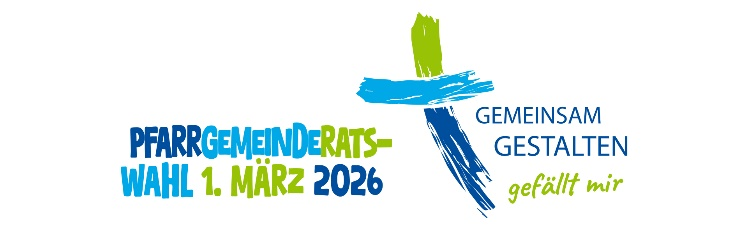 PFARRGEMEINDERATS-
WAHL 1. MÄRZ 2026
GEMEINSAM
GESTALTEN
gefällt mir